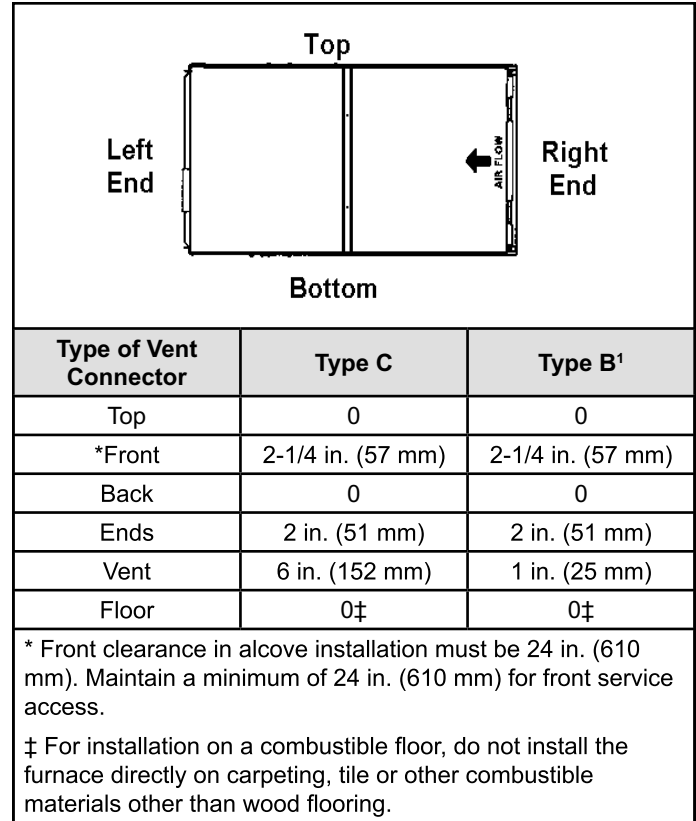 Top
Left
End
AIR FLOW
Right
End
Bottom
Type of Vent
Connector
Type C
Type B¹
Top 0 0
*Front 2-1/4 in. (57 mm) 2-1/4 in. (57 mm)
Back 0 0
Ends 2 in. (51 mm) 2 in. (51 mm)
Vent 6 in. (152 mm) 1 in. (25 mm)
Floor 0‡ 0‡
* Front clearance in alcove installation must be 24 in. (610
mm). Maintain a minimum of 24 in. (610 mm) for front service
access.
‡ For installation on a combustible floor, do not install the
furnace directly on carpeting, tile or other combustible
materials other than wood flooring.